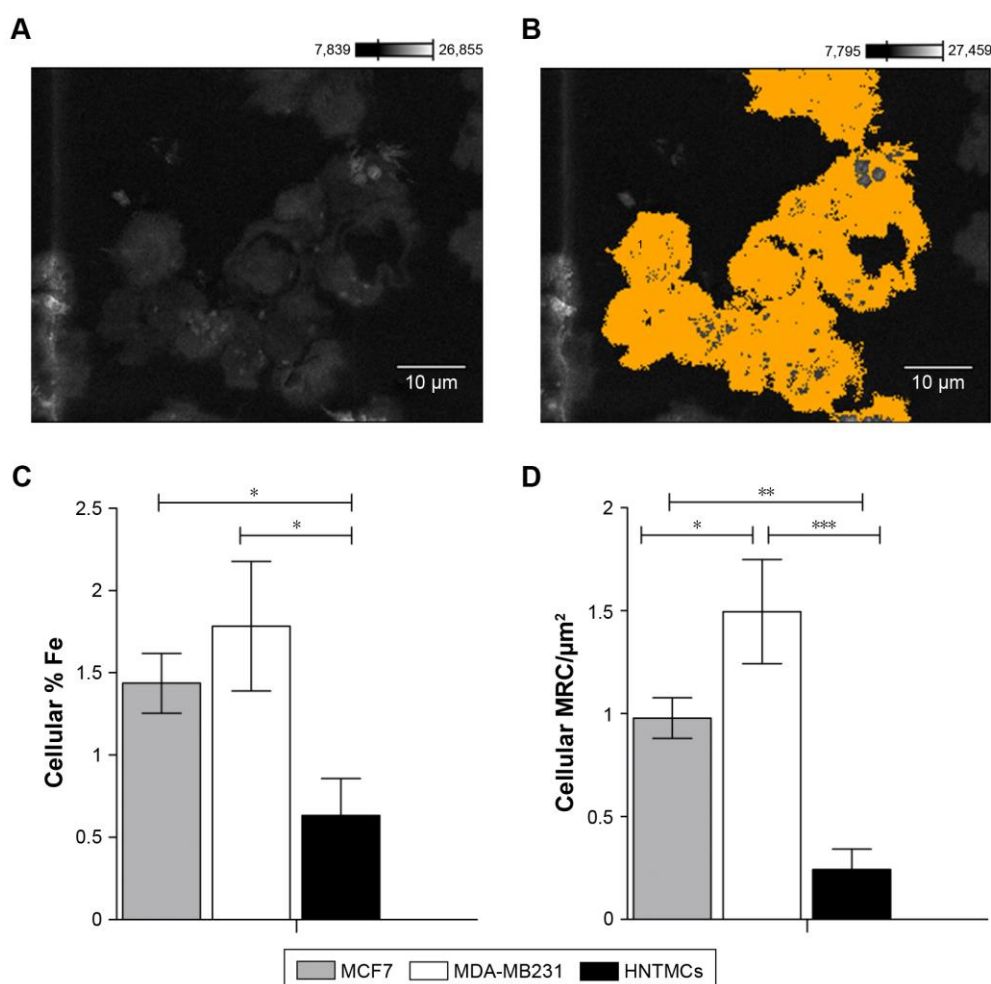 A
B
7,839 26,855
7,795 27,459
1
10 µm
10 µm
C
D
Cellular % Fe
2.5
2
1.5
1
0.5
0
*
*
Cellular MRC/µm²
2
1.5
1
0.5
0
**
*
***
MCF7 MDA-MB231 HNTMCs